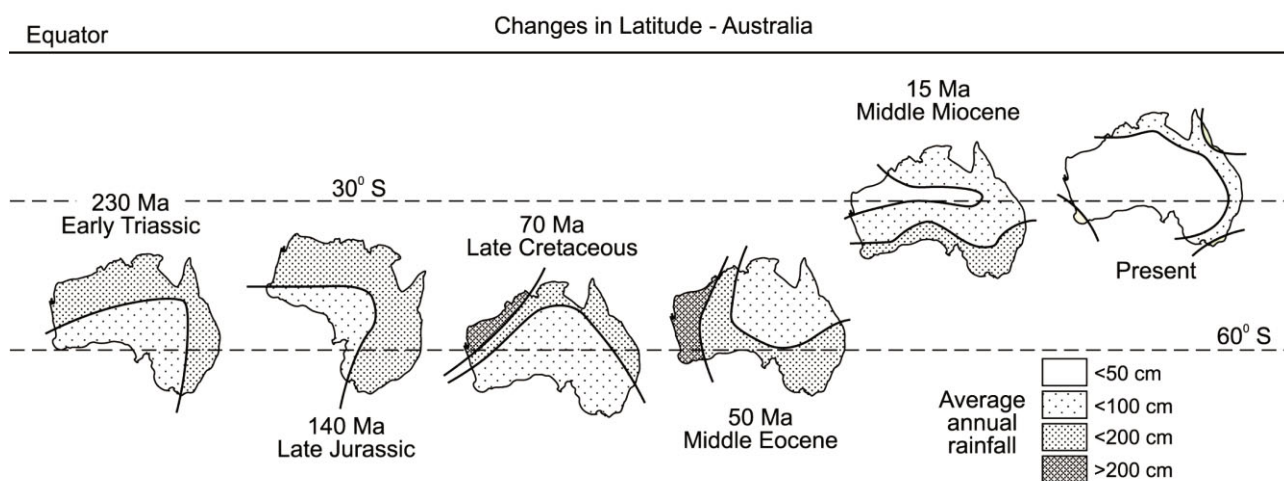 Changes in Latitude - Australia
Equator
15 Ma
Middle Miocene
30⁰ S
230 Ma
Early Triassic
70 Ma
Late Cretaceous
Present
60⁰ S
140 Ma
Late Jurassic
50 Ma
Middle Eocene
Average
annual
rainfall
<50 cm
<100 cm
<200 cm
>200 cm